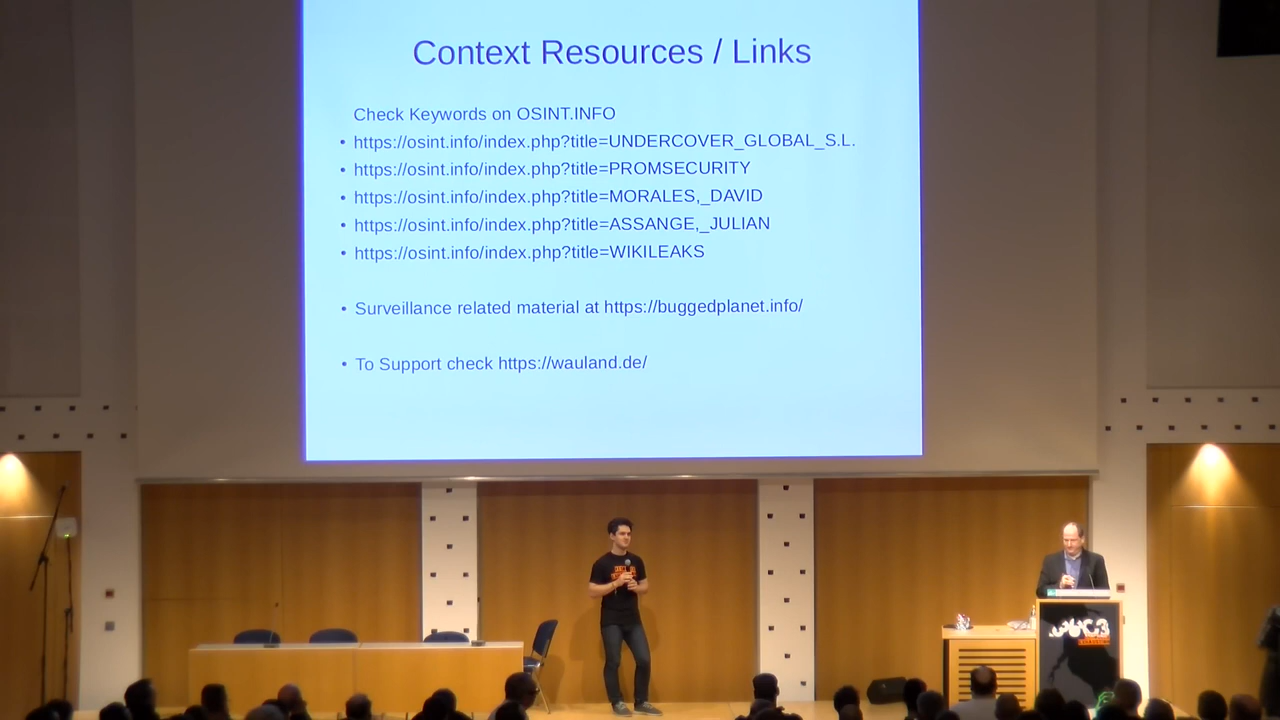 Context Resources / Links
Check Keywords on OSINT.INFO
• https://osint.info/index.php?title=UNDERCOVER_GLOBAL_S.L.
• https://osint.info/index.php?title=PROMSECURITY
• https://osint.info/index.php?title=MORALES,_DAVID
• https://osint.info/index.php?title=ASSANGE,_JULIAN
• https://osint.info/index.php?title=WIKILEAKS
• Surveillance related material at https://buggedplanet.info/
• To Support check https://wauland.de/